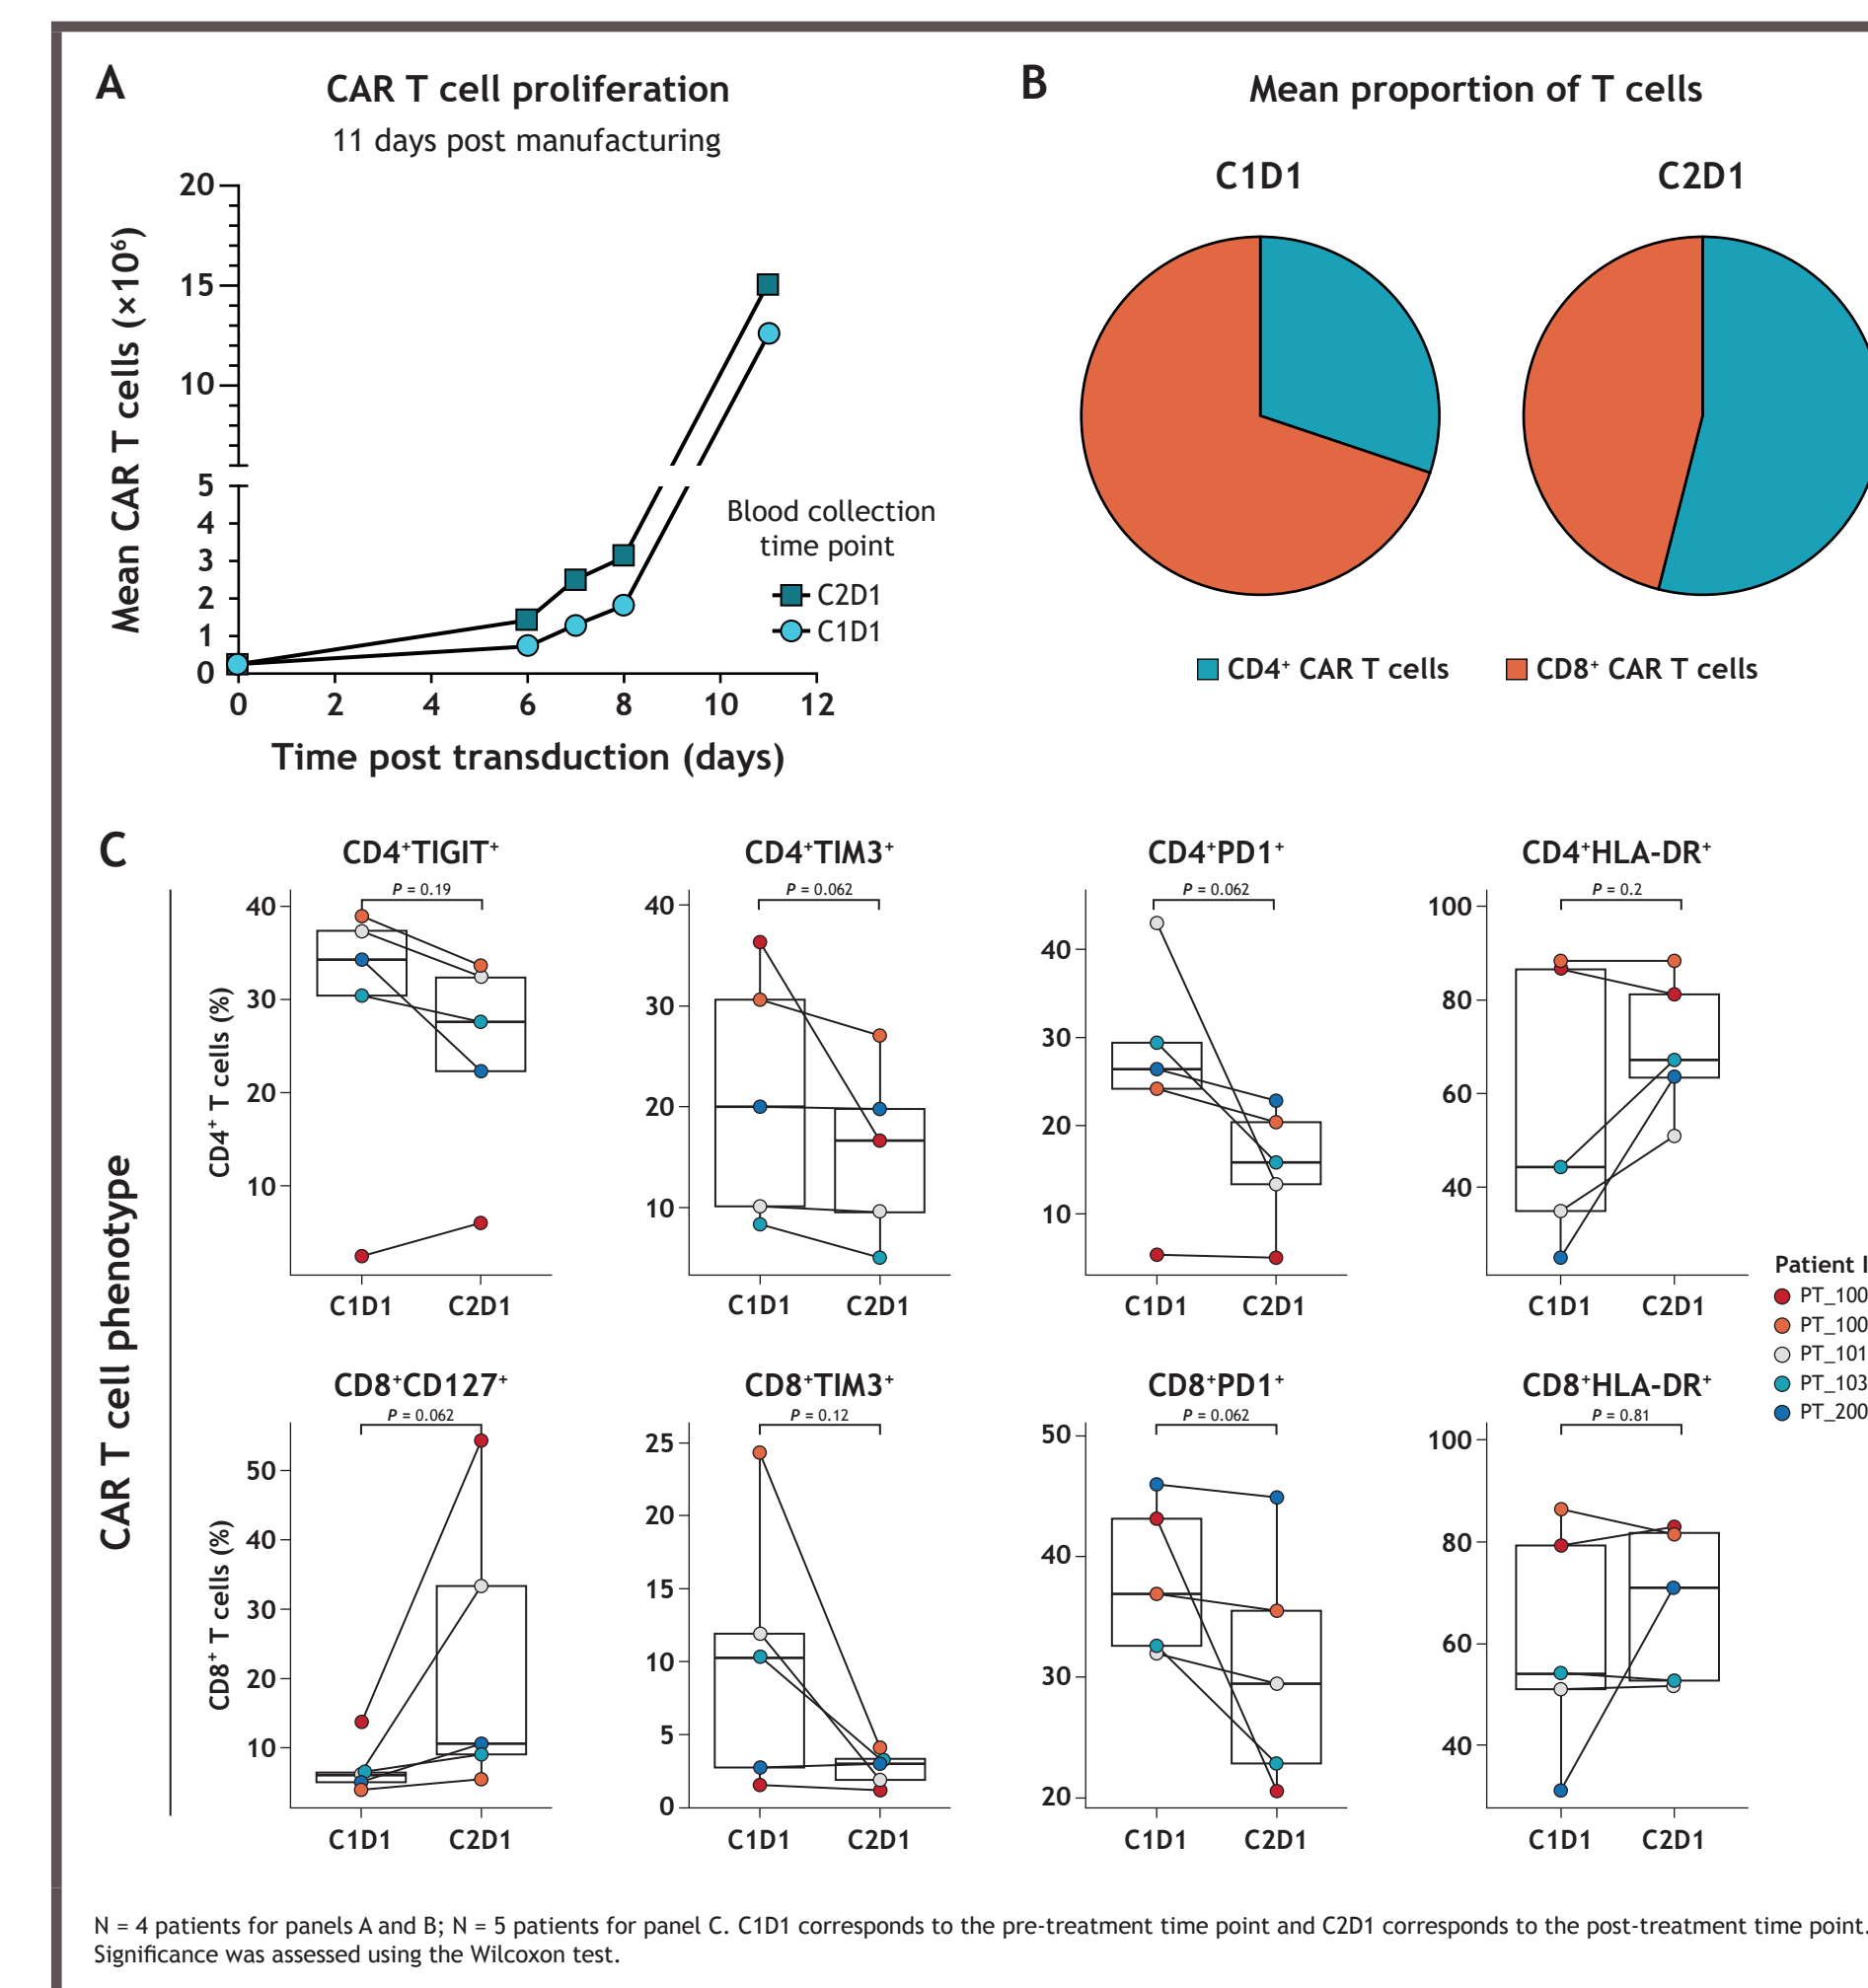 A
CAR T cell proliferation
11 days post manufacturing
Mean CAR T cells (×10⁶)
20
15
10
5
4
3
2
1
0
0 2 4 6 8 10 12
Time post transduction (days)
Blood collection
time point
C2D1
C1D1
B
Mean proportion of T cells
C1D1 C2D1
CD4⁺ CAR T cells CD8⁺ CAR T cells
C
CAR T cell phenotype
CD4⁺TIGIT⁺
P = 0.19
CD4⁺ T cells (%)
40
30
20
10
C1D1 C2D1
CD4⁺TIM3⁺
P = 0.062
40
30
20
10
C1D1 C2D1
CD4⁺PD1⁺
P = 0.062
40
30
20
10
C1D1 C2D1
CD4⁺HLA-DR⁺
P = 0.2
100
80
60
40
C1D1 C2D1
Patient I
PT_100
PT_100
PT_101
PT_103
PT_200
CD8⁺CD127⁺
P = 0.062
CD8⁺ T cells (%)
50
40
30
20
10
C1D1 C2D1
CD8⁺TIM3⁺
P = 0.12
25
20
15
10
5
0
C1D1 C2D1
CD8⁺PD1⁺
P = 0.062
50
40
30
20
C1D1 C2D1
CD8⁺HLA-DR⁺
P = 0.81
100
80
60
40
C1D1 C2D1
N = 4 patients for panels A and B; N = 5 patients for panel C. C1D1 corresponds to the pre-treatment time point and C2D1 corresponds to the post-treatment time point.
Significance was assessed using the Wilcoxon test.